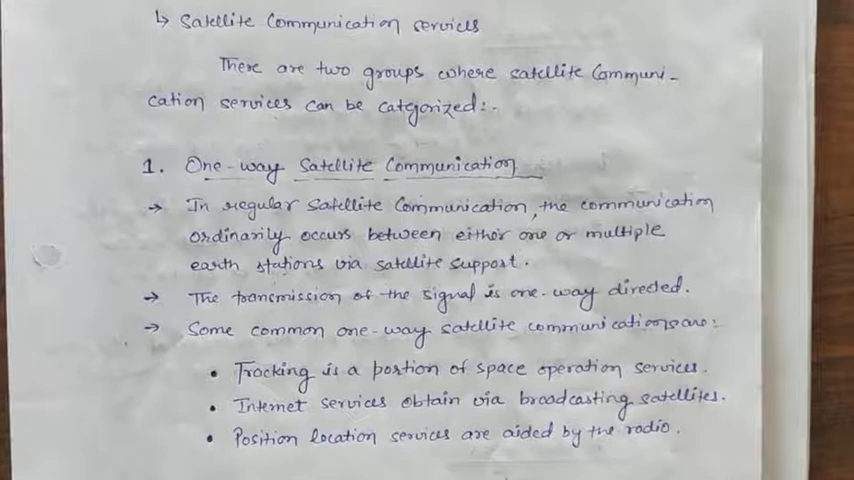 ↳ Satellite Communication services
There are two groups where satellite Communi-
cation services can be categorized:-
1. One-way Satellite Communication
→ In regular Satellite Communication, the communication
ordinarily occurs between either one or multiple
earth stations via satellite support.
→ The transmission of the signal is one-way directed.
→ Some common one-way satellite communications are:
• Tracking is a portion of space operation services.
• Internet services obtain via broadcasting satellites.
• Position location services are aided by the radio.